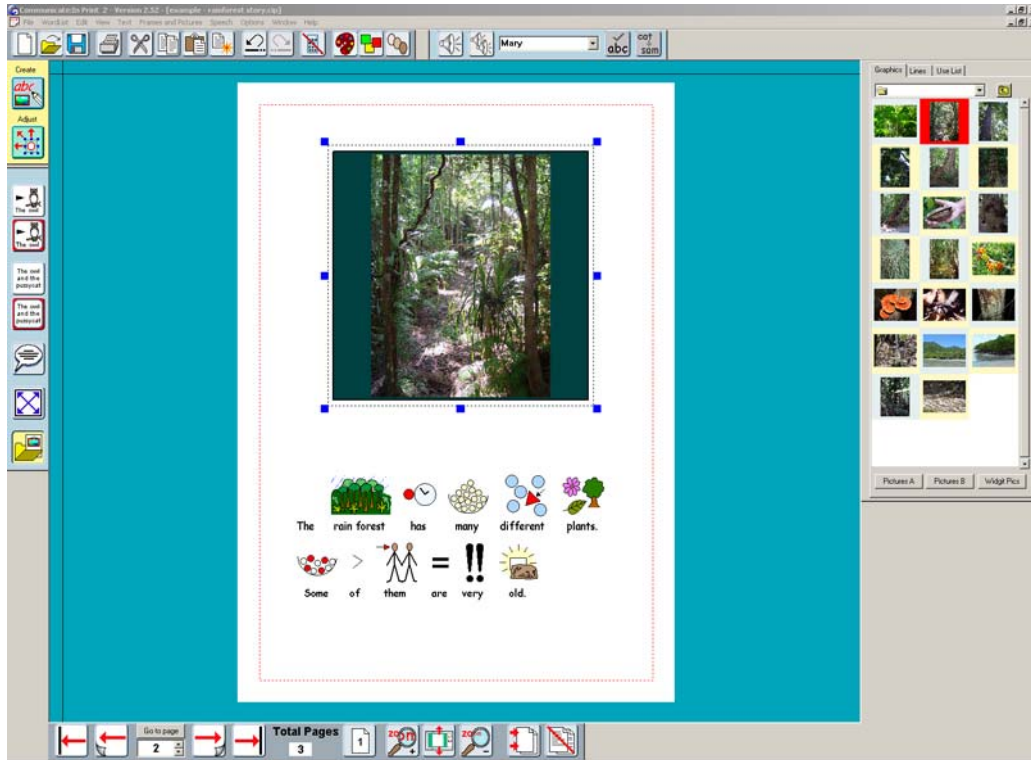 Communicate:In Print 2 - Version 2.52 - [example - rainforest story.cip]
File WordList Edit View Text Frames and Pictures Speech Options Window Help
Mary
abc
cat
sam
Create
abc
Adjust
The owl
The owl
The owl
and the
pussycat
The owl
and the
pussycat
Graphics Lines Use List
Pictures A Pictures B Widgit Pics
The rain forest has many different plants.
Some of them are very old.
Go to page
2
Total Pages
3
1
zoom